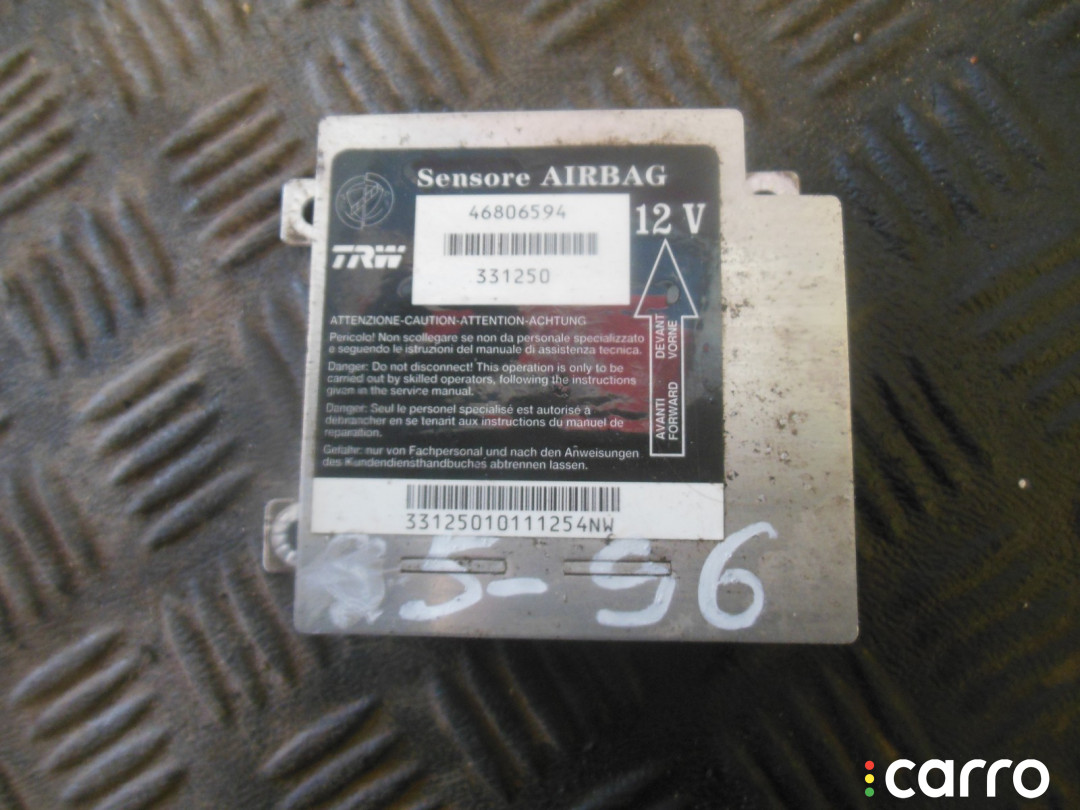 Sensore AIRBAG
46806594
12 V
TRW
331250
ATTENZIONE-CAUTION-ATTENTION-ACHTUNG
Pericolo! Non scollegare se non da personale specializzato
e seguendo le istruzioni del manuale di assistenza tecnica.
Danger: Do not disconnect! This operation is only to be
carried out by skilled operators, following the instructions
given in the service manual.
Danger: Seul le personel specialisé est autorisé à
débrancher en se tenant aux instructions du manuel de
réparation.
Gefahr: nur von Fachpersonal und nach den Anweisungen
des Kundendiensthandbuches abtrennen lassen.
AVANTI DEVANT
FORWARD VORNE
33125010111254NW
5-96
carro